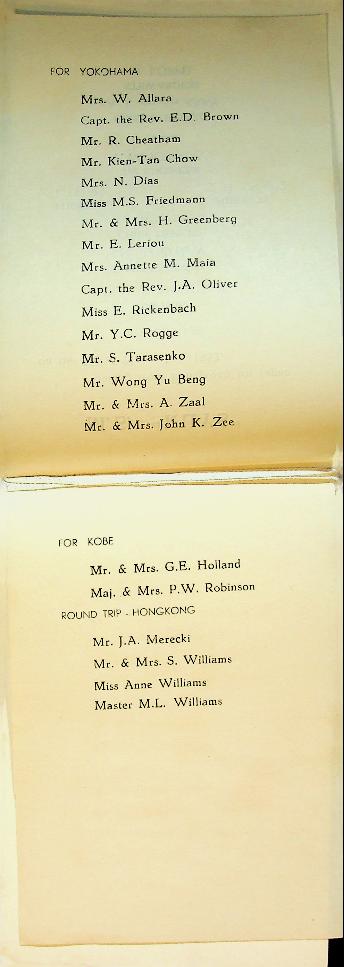 FOR YOKOHAMA
Mrs. W. Allara
Capt. the Rev. E.D. Brown
Mr. R. Cheatham
Mr. Kien-Tan Chow
Mrs. N. Dias
Miss M.S. Friedmann
Mr. & Mrs. H. Greenberg
Mr. E. Leriou
Mrs. Annette M. Maia
Capt. the Rev. J.A. Oliver
Miss E. Rickenbach
Mr. Y.C. Rogge
Mr. S. Tarasenko
Mr. Wong Yu Beng
Mr. & Mrs. A. Zaal
Mr. & Mrs. John K. Zee
FOR KOBE
Mr. & Mrs. G.E. Holland
Maj. & Mrs. P.W. Robinson
ROUND TRIP - HONGKONG
Mr. J.A. Merecki
Mr. & Mrs. S. Williams
Miss Anne Williams
Master M.L. Williams